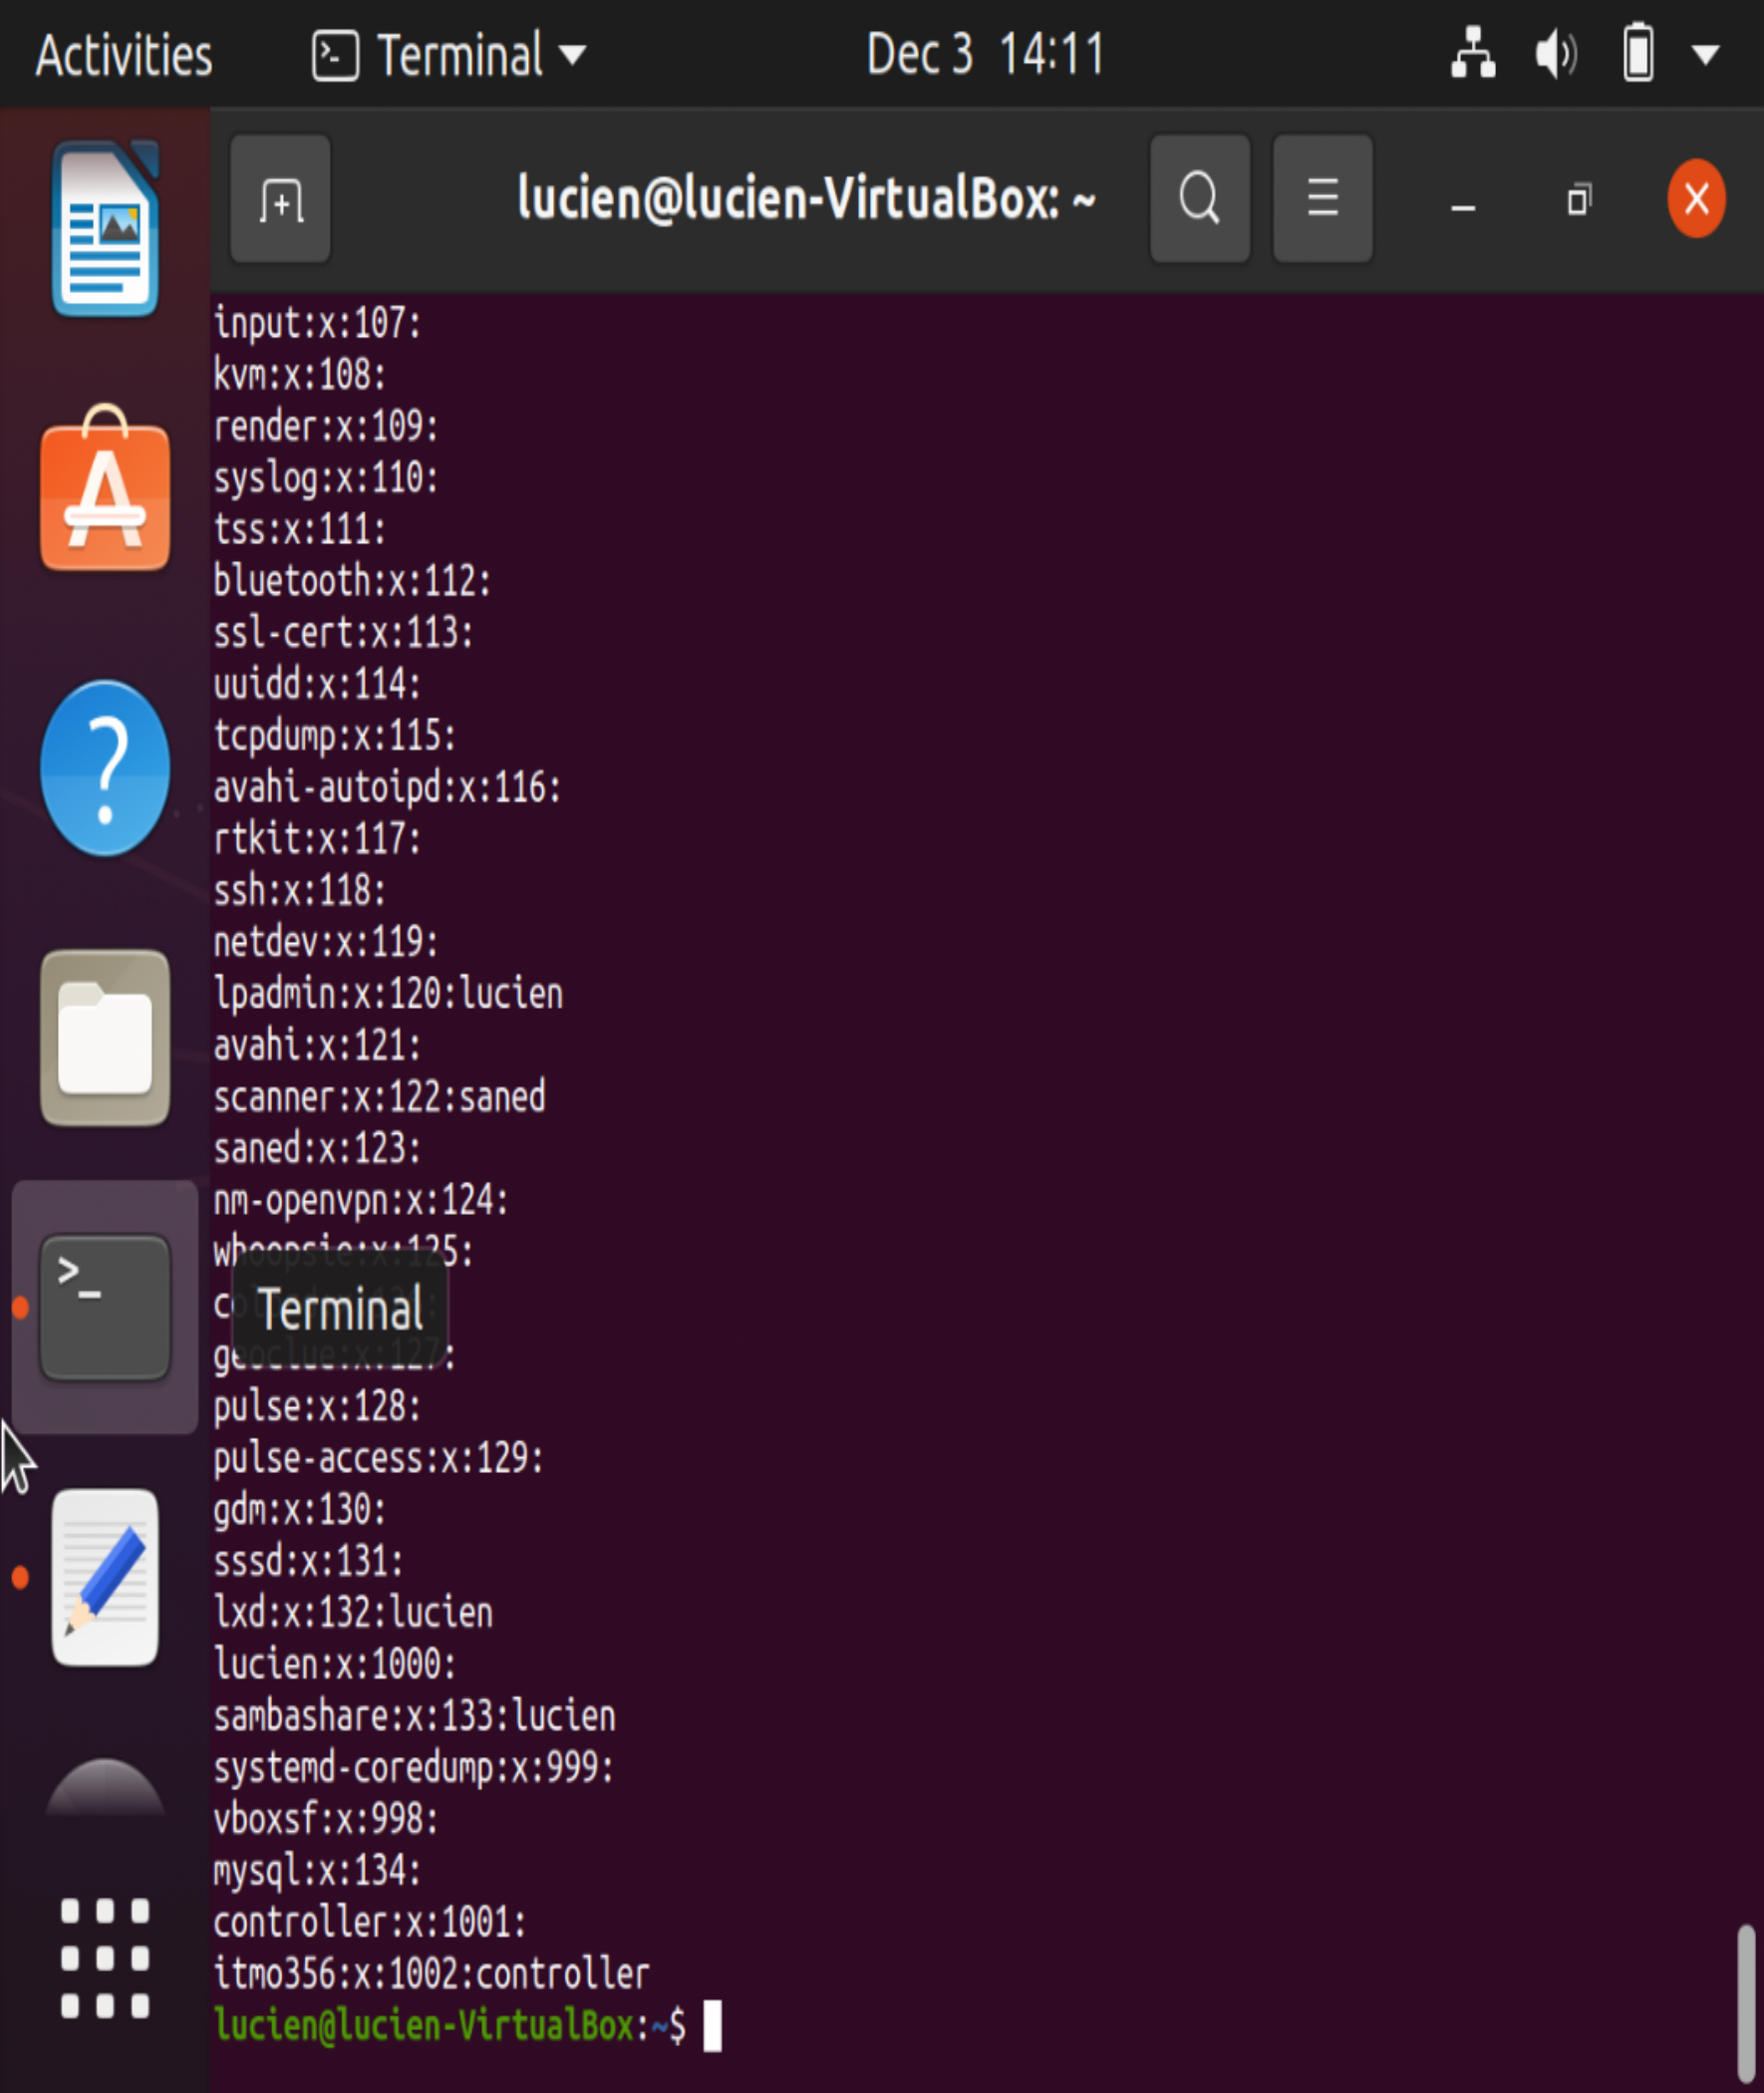 Activities
Terminal
Dec 3 14:11
lucien@lucien-VirtualBox: ~
input:x:107:
kvm:x:108:
render:x:109:
syslog:x:110:
tss:x:111:
bluetooth:x:112:
ssl-cert:x:113:
uuidd:x:114:
tcpdump:x:115:
avahi-autoipd:x:116:
rtkit:x:117:
ssh:x:118:
netdev:x:119:
lpadmin:x:120:lucien
avahi:x:121:
scanner:x:122:saned
saned:x:123:
nm-openvpn:x:124:
whoopsie:x:125:
Terminal
geoclue:x:127:
pulse:x:128:
pulse-access:x:129:
gdm:x:130:
sssd:x:131:
lxd:x:132:lucien
lucien:x:1000:
sambashare:x:133:lucien
systemd-coredump:x:999:
vboxsf:x:998:
mysql:x:134:
controller:x:1001:
itmo356:x:1002:controller
lucien@lucien-VirtualBox:~$